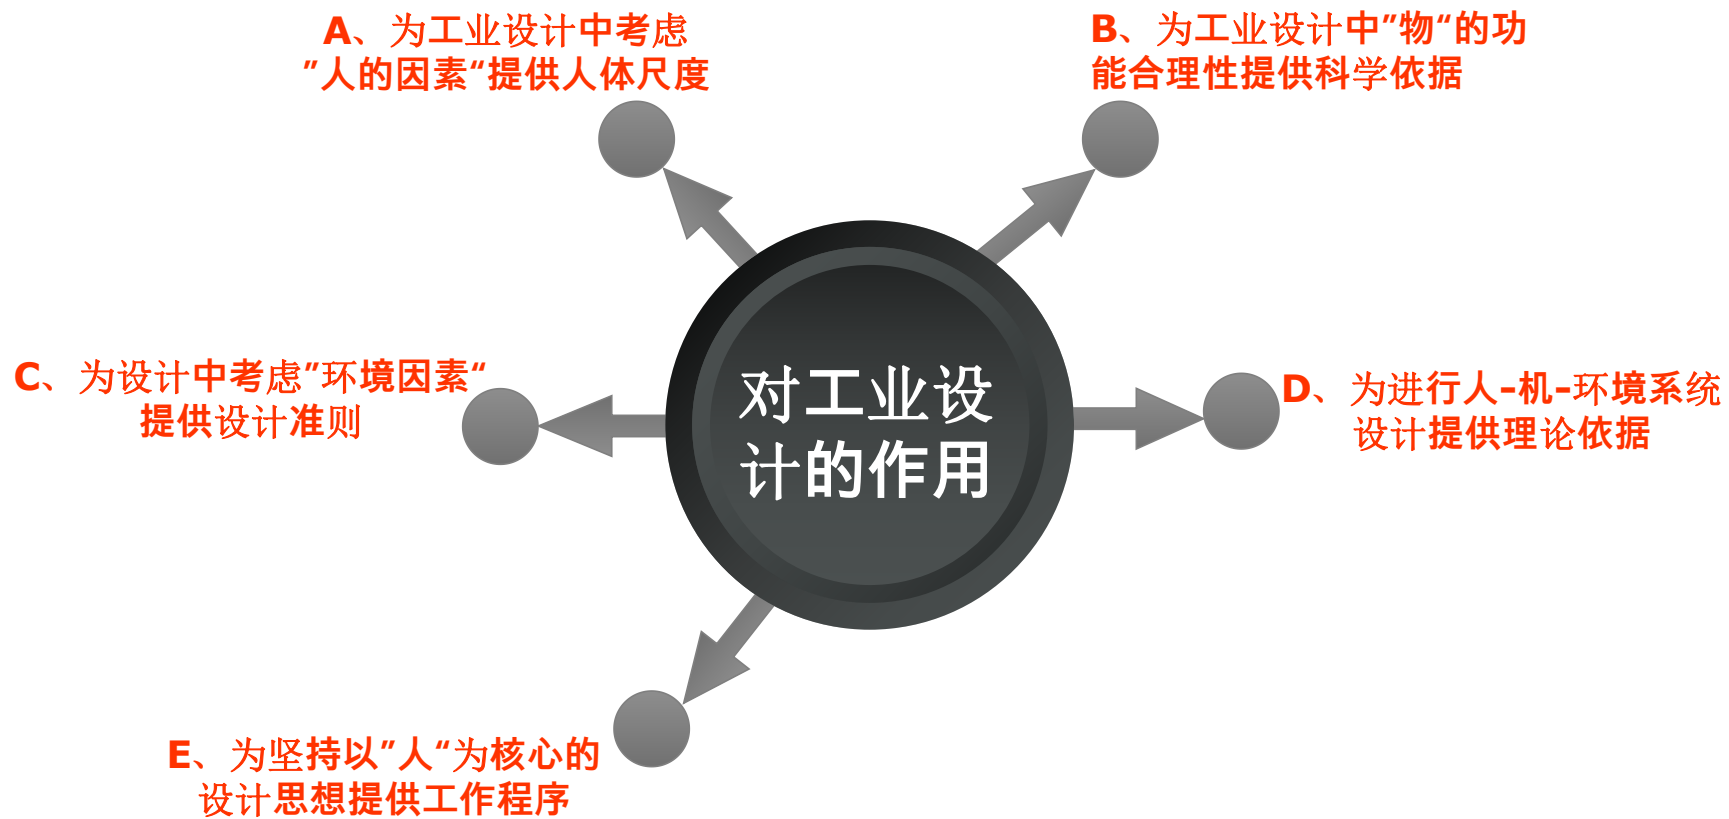 A、为工业设计中考虑
”人的因素“提供人体尺度
B、为工业设计中”物“的功
能合理性提供科学依据
C、为设计中考虑”环境因素“
提供设计准则
对工业设
计的作用
D、为进行人-机-环境系统
设计提供理论依据
E、为坚持以”人“为核心的
设计思想提供工作程序